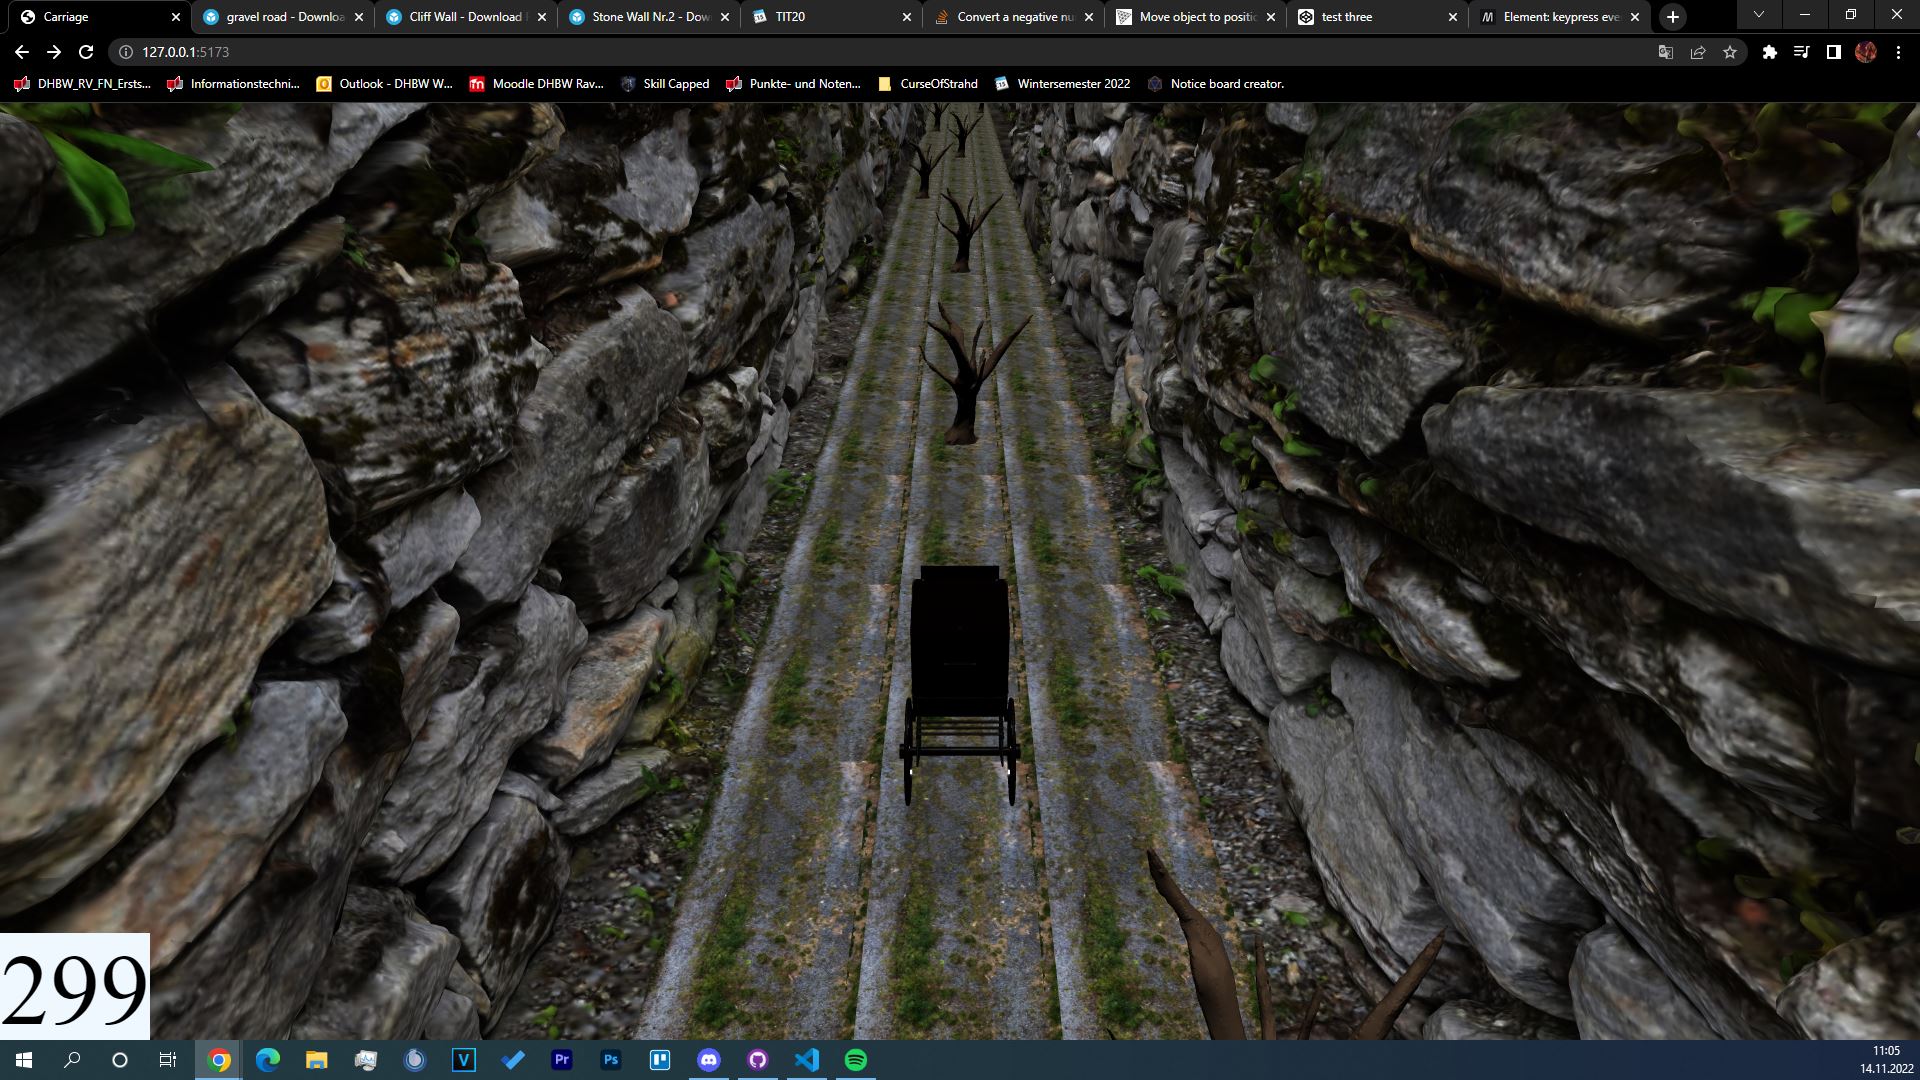 Carriage
gravel road - Downloa
Cliff Wall - Download F
Stone Wall Nr.2 - Dow
TIT20
Convert a negative nu
Move object to positio
test three
Element: keypress eve
127.0.0.1:5173
DHBW_RV_FN_Ersts...
Informationstechni...
Outlook - DHBW W...
Moodle DHBW Rav...
Skill Capped
Punkte- und Noten...
CurseOfStrahd
Wintersemester 2022
Notice board creator.
299
11:05
14.11.2022